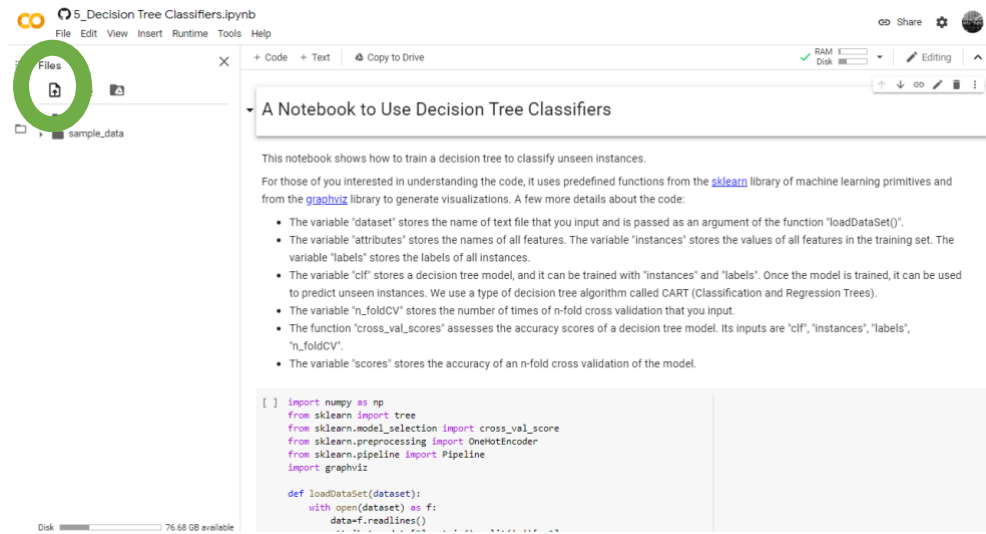 5_Decision Tree Classifiers.ipynb
File Edit View Insert Runtime Tools Help
Share
Files
+ Code + Text Copy to Drive
RAM
Disk
Editing
sample_data
A Notebook to Use Decision Tree Classifiers
This notebook shows how to train a decision tree to classify unseen instances.
For those of you interested in understanding the code, it uses predefined functions from the sklearn library of machine learning primitives and
from the graphviz library to generate visualizations. A few more details about the code:
• The variable "dataset" stores the name of text file that you input and is passed as an argument of the function "loadDataSet()".
• The variable "attributes" stores the names of all features. The variable "instances" stores the values of all features in the training set. The
variable "labels" stores the labels of all instances.
• The variable "clf" stores a decision tree model, and it can be trained with "instances" and "labels". Once the model is trained, it can be used
to predict unseen instances. We use a type of decision tree algorithm called CART (Classification and Regression Trees).
• The variable "n_foldCV" stores the number of times of n-fold cross validation that you input.
• The function "cross_val_scores" assesses the accuracy scores of a decision tree model. Its inputs are "clf", "instances", "labels",
"n_foldCV".
• The variable "scores" stores the accuracy of an n-fold cross validation of the model.
[ ] import numpy as np
from sklearn import tree
from sklearn.model_selection import cross_val_score
from sklearn.preprocessing import OneHotEncoder
from sklearn.pipeline import Pipeline
import graphviz
def loadDataSet(dataset):
with open(dataset) as f:
data=f.readlines()
Disk 76.68 GB available